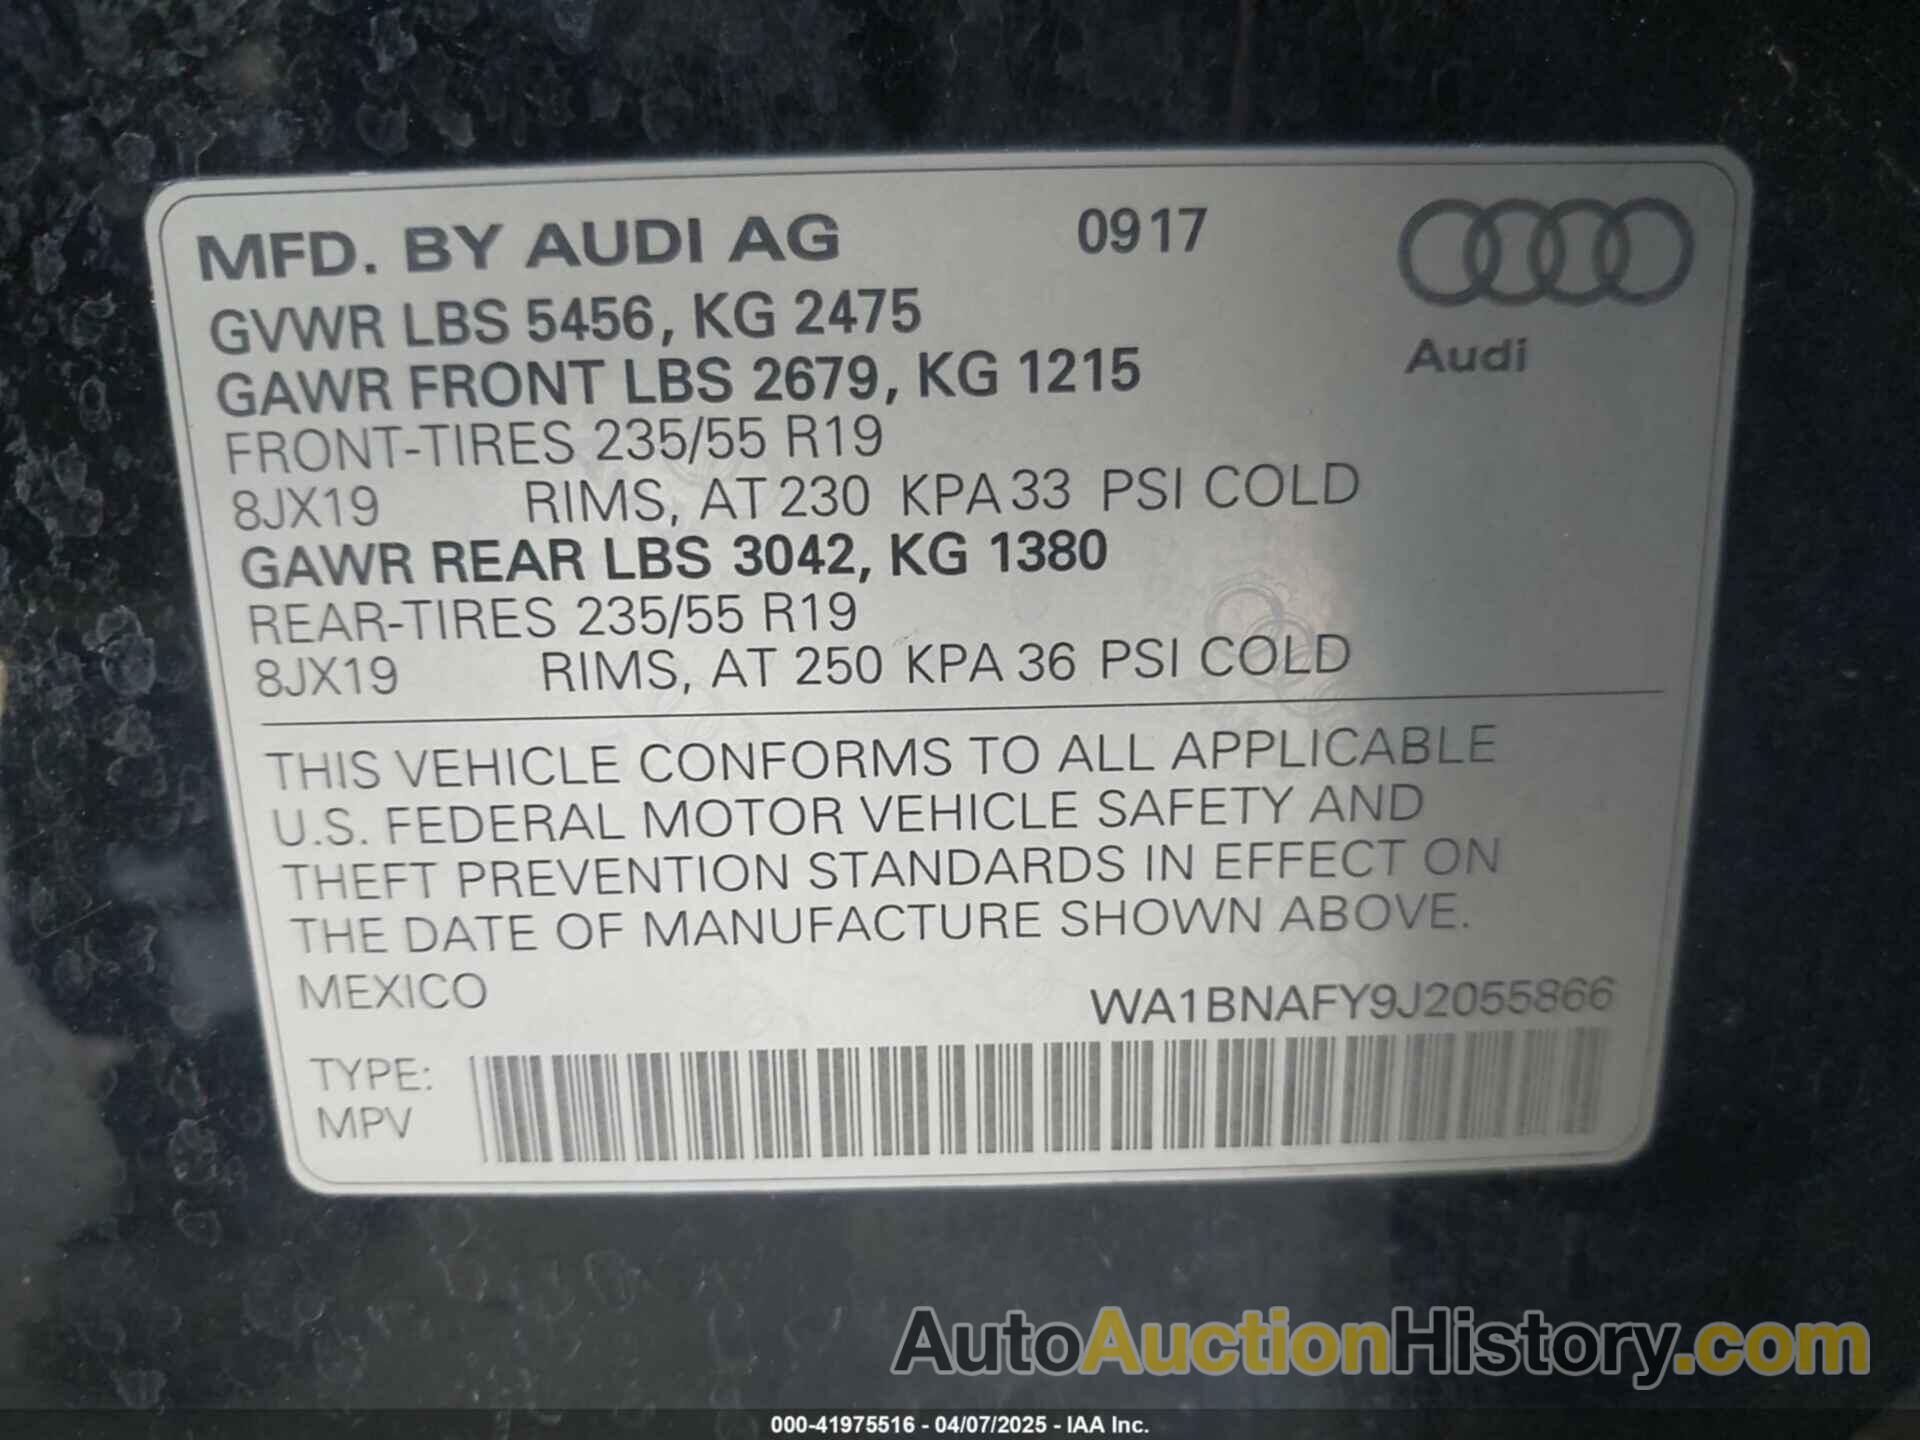 MFD. BY AUDI AG 0917
GVWR LBS 5456, KG 2475
GAWR FRONT LBS 2679, KG 1215
Audi
FRONT-TIRES 235/55 R19
8JX19 RIMS, AT 230 KPA 33 PSI COLD
GAWR REAR LBS 3042, KG 1380
REAR-TIRES 235/55 R19
8JX19 RIMS, AT 250 KPA 36 PSI COLD
THIS VEHICLE CONFORMS TO ALL APPLICABLE
U.S. FEDERAL MOTOR VEHICLE SAFETY AND
THEFT PREVENTION STANDARDS IN EFFECT ON
THE DATE OF MANUFACTURE SHOWN ABOVE.
MEXICO WA1BNAFY9J2055866
TYPE:
MPV
AutoAuctionHistory.com
000-41975516 - 04/07/2025 - IAA Inc.